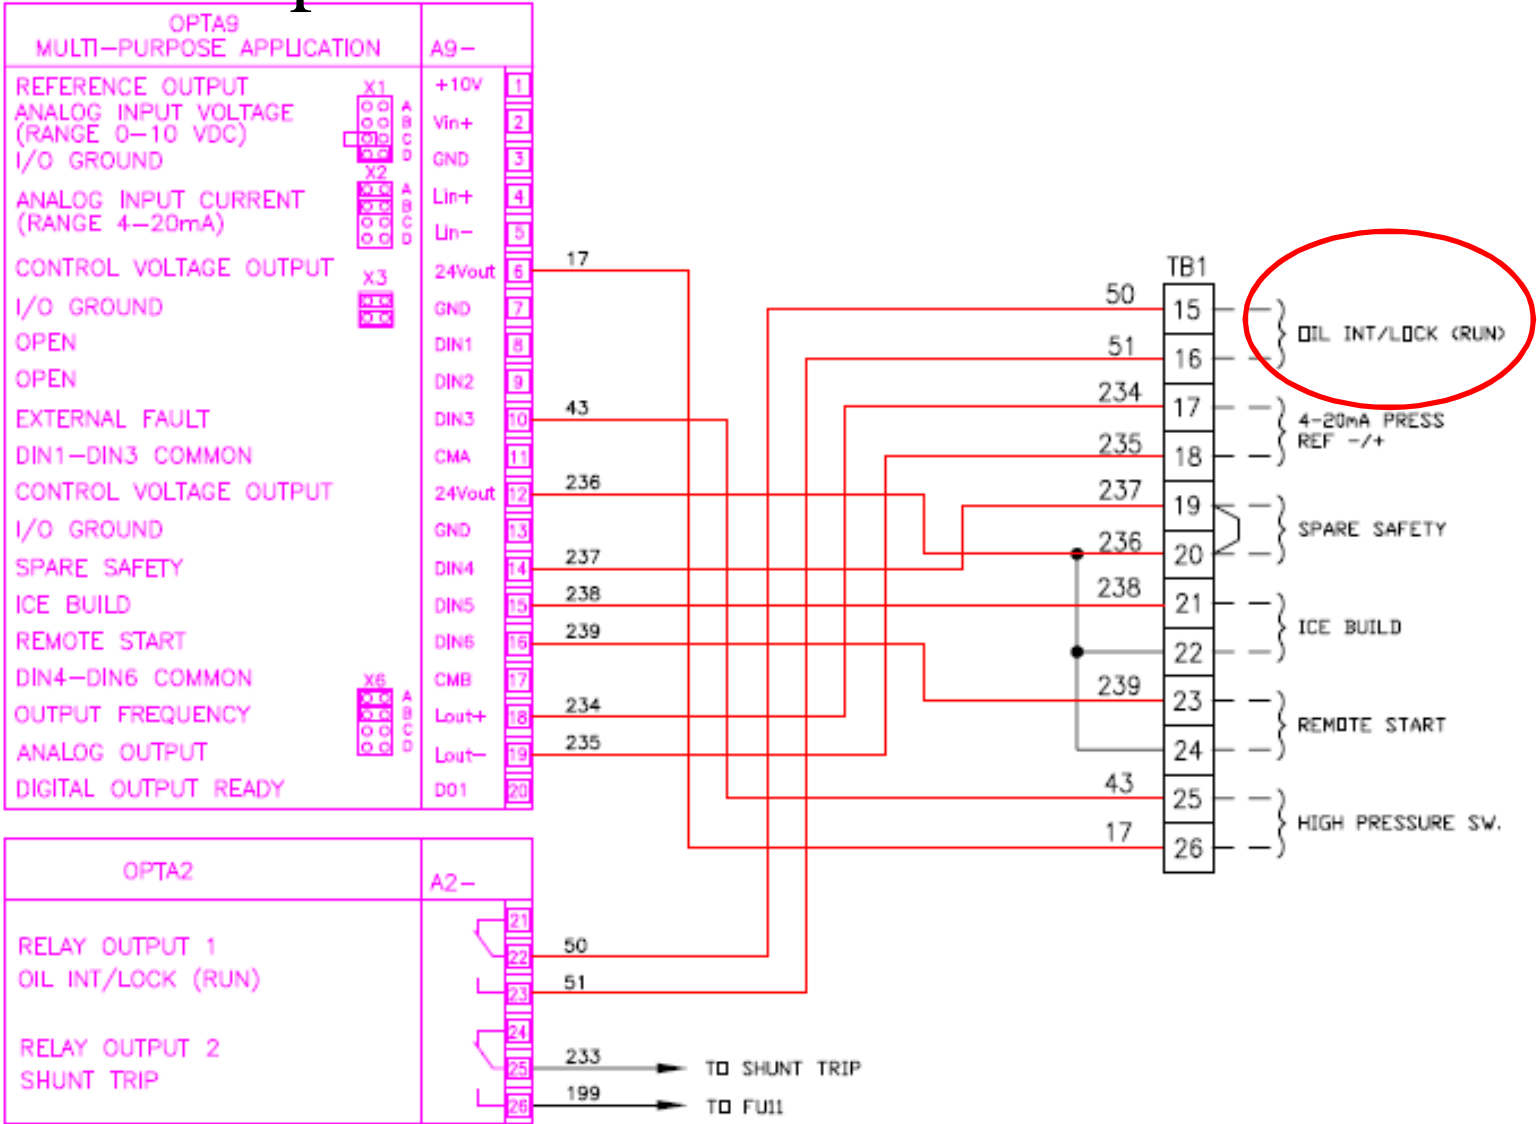 OPTA9
MULTI-PURPOSE APPLICATION
A9-
REFERENCE OUTPUT X1 +10V 1
ANALOG INPUT VOLTAGE A
(RANGE 0-10 VDC) B Vin+ 2
C
I/O GROUND D GND 3
X2
ANALOG INPUT CURRENT A Lin+ 4
(RANGE 4-20mA) B
C
D Lin- 5
CONTROL VOLTAGE OUTPUT 24Vout 6 17
X3
I/O GROUND GND 7
OPEN DIN1 8
OPEN DIN2 9
EXTERNAL FAULT DIN3 10 43
DIN1-DIN3 COMMON CMA 11
CONTROL VOLTAGE OUTPUT 24Vout 12 236
I/O GROUND GND 13
SPARE SAFETY DIN4 14 237
ICE BUILD DIN5 15 238
REMOTE START DIN6 16 239
DIN4-DIN6 COMMON X6 CMB 17
A
OUTPUT FREQUENCY B Lout+ 18 234
C
ANALOG OUTPUT D Lout- 19 235
DIGITAL OUTPUT READY DO1 20
TB1
50 15
OIL INT/LOCK (RUN)
51 16
234 17
4-20mA PRESS
REF -/+
235 18
237 19
SPARE SAFETY
236 20
238 21
ICE BUILD
22
239 23
REMOTE START
24
43 25
HIGH PRESSURE SW.
17 26
OPTA2
A2-
21
RELAY OUTPUT 1 22 50
OIL INT/LOCK (RUN) 23 51
24
RELAY OUTPUT 2 25 233 TO SHUNT TRIP
SHUNT TRIP 26 199 TO FU11